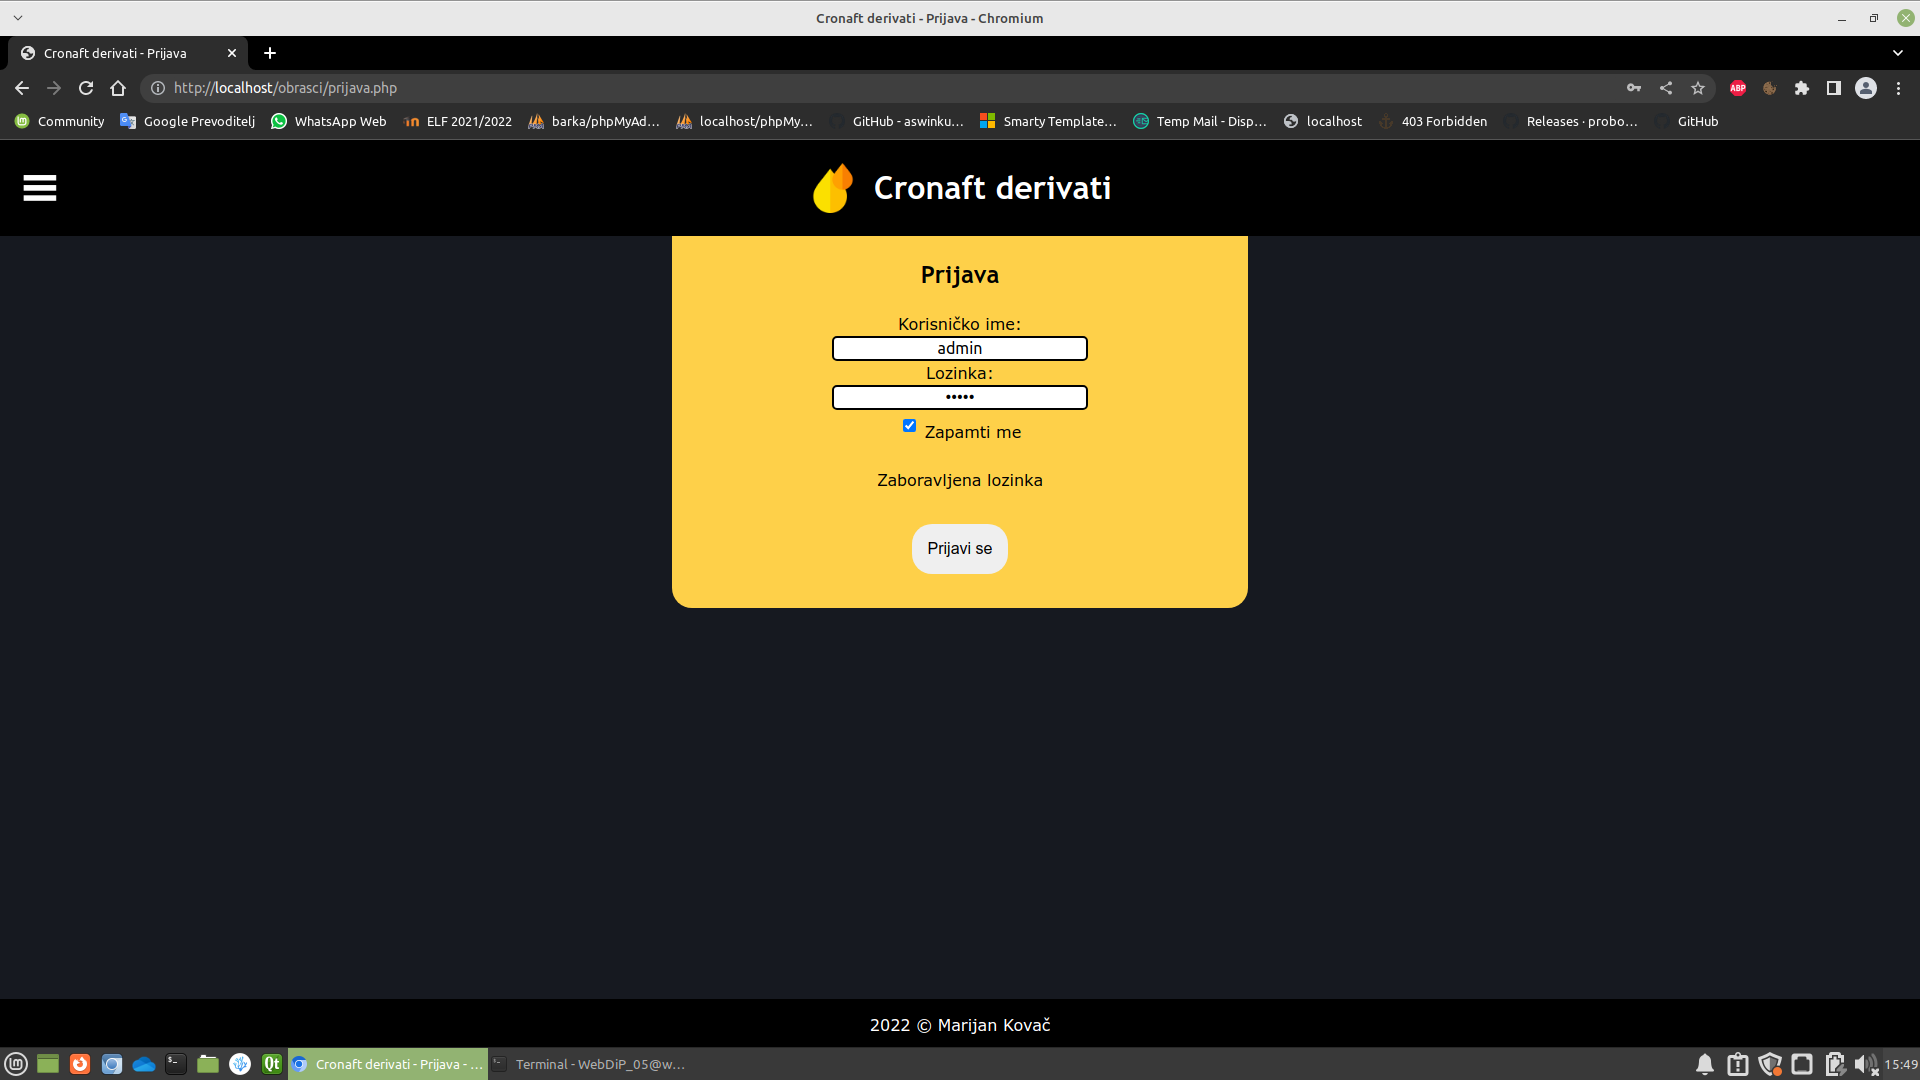 Cronaft derivati - Prijava - Chromium
Cronaft derivati - Prijava
http://localhost/obrasci/prijava.php
ABP
Community
Google Prevoditelj
WhatsApp Web
ELF 2021/2022
barka/phpMyAd…
localhost/phpMy…
GitHub - aswinku…
Smarty Template…
Temp Mail - Disp…
localhost
403 Forbidden
Releases · probo…
GitHub
Cronaft derivati
Prijava
Korisničko ime:
admin
Lozinka:
•••••
Zapamti me
Zaboravljena lozinka
Prijavi se
2022 © Marijan Kovač
Qt
Cronaft derivati - Prijava - …
Terminal - WebDiP_05@w…
15:49